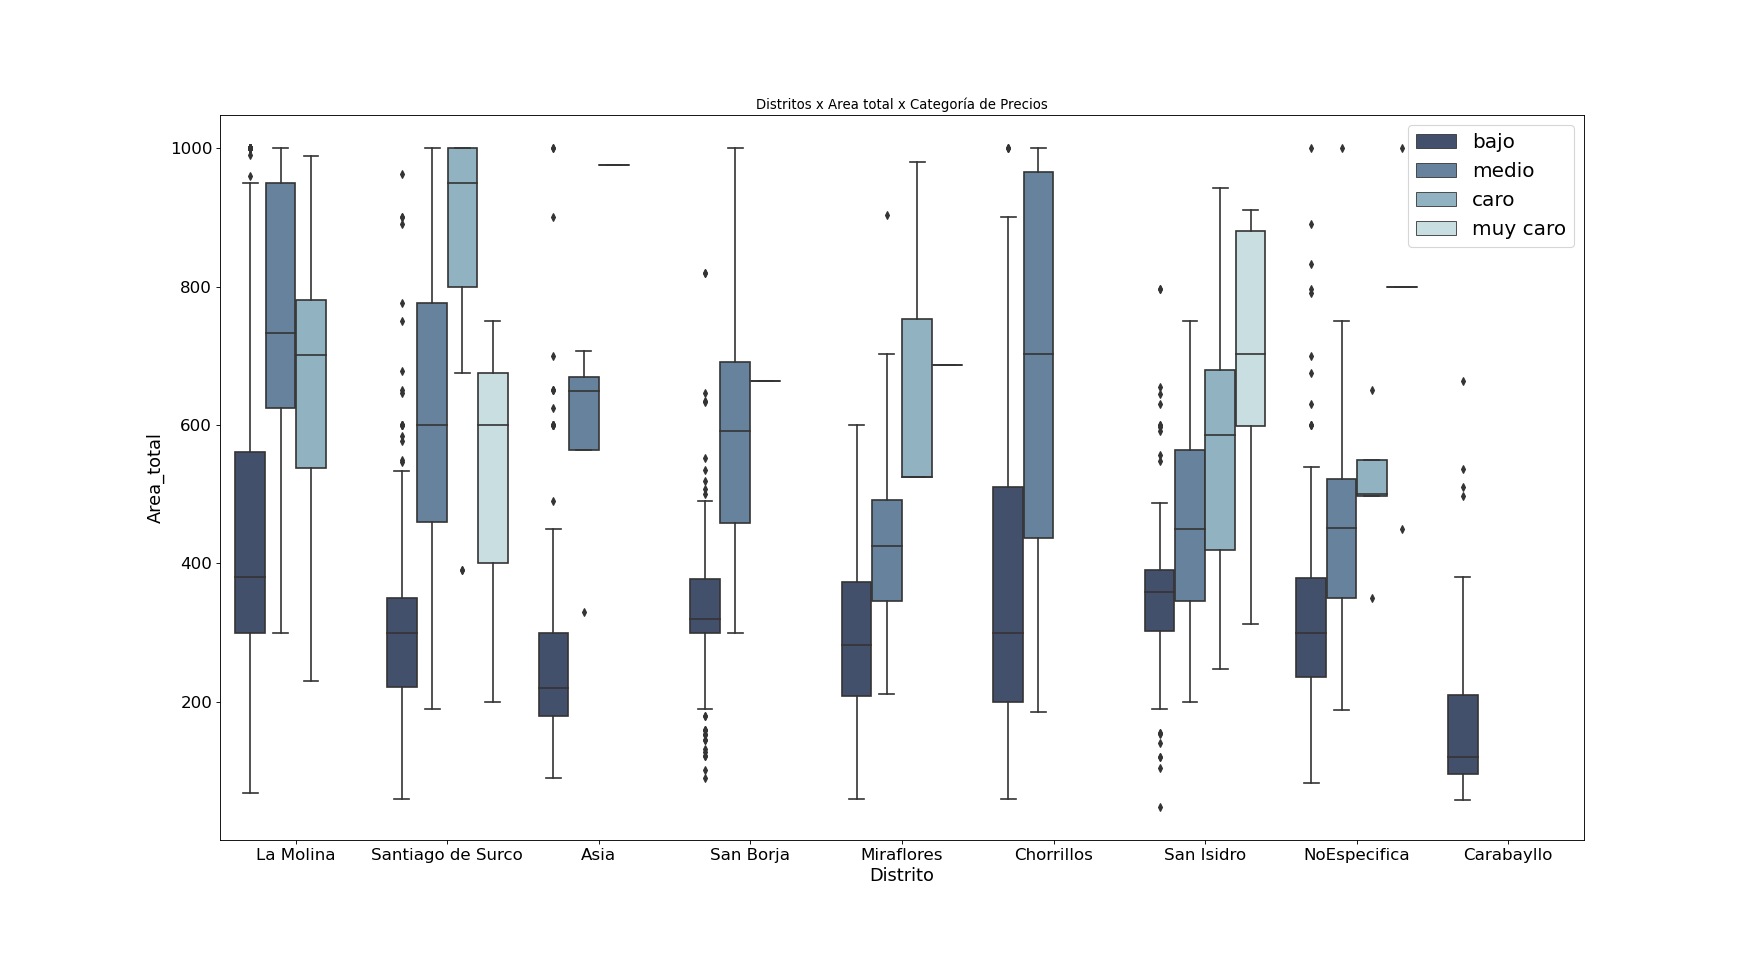 Distritos x Area total x Categoría de Precios
bajo
medio
caro
muy caro
1000
800
600
400
200
Area_total
La Molina Santiago de Surco Asia San Borja Miraflores Chorrillos San Isidro NoEspecifica Carabayllo
Distrito